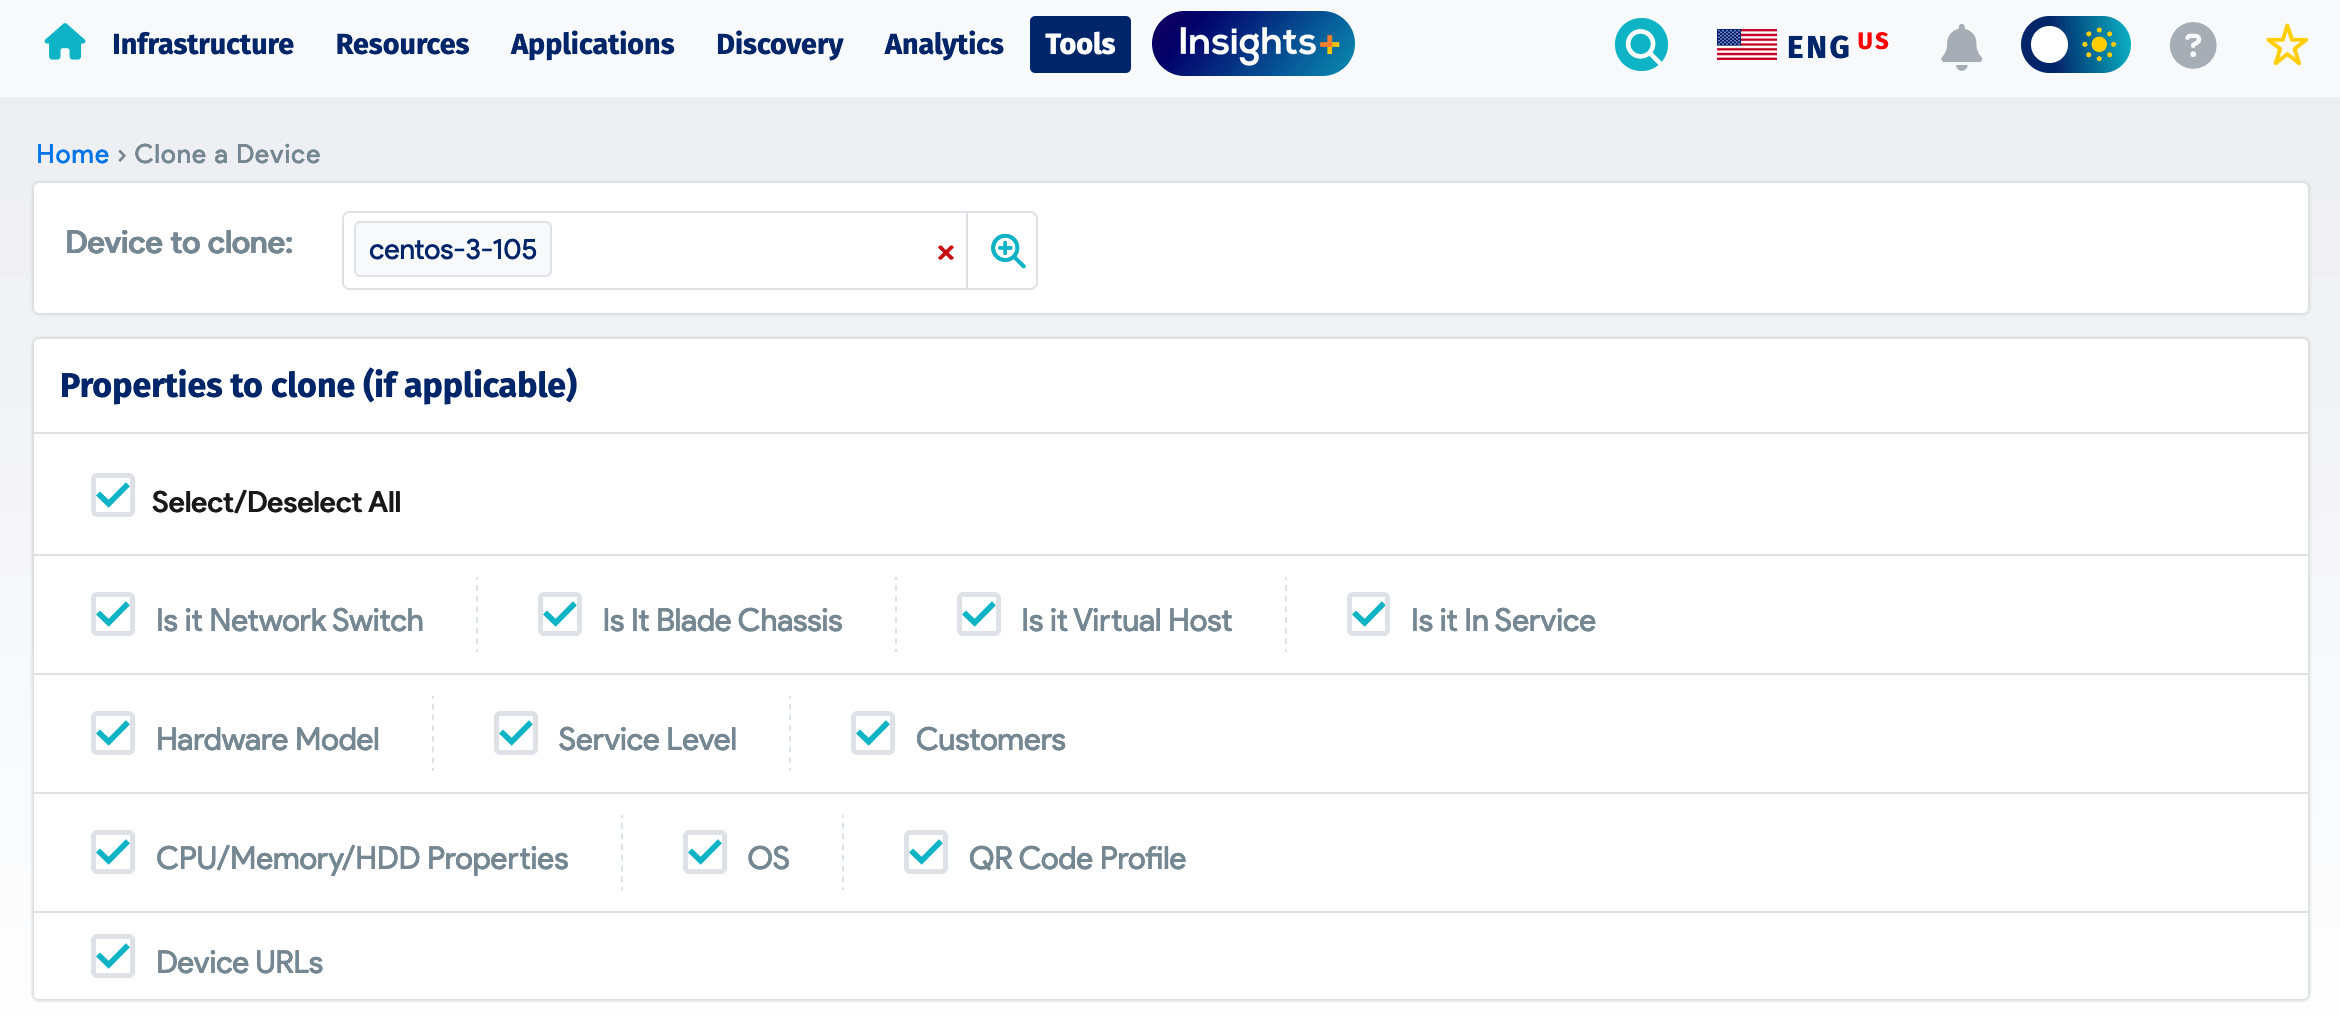 Infrastructure Resources Applications Discovery Analytics Tools Insights+ ENG US ?
Home › Clone a Device
Device to clone: centos-3-105 ×
Properties to clone (if applicable)
Select/Deselect All
Is it Network Switch Is It Blade Chassis Is it Virtual Host Is it In Service
Hardware Model Service Level Customers
CPU/Memory/HDD Properties OS QR Code Profile
Device URLs